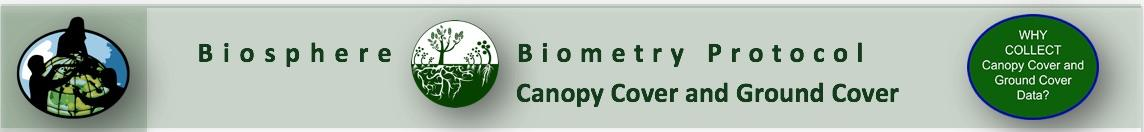 Biosphere Biometry Protocol
Canopy Cover and Ground Cover
WHY
COLLECT
Canopy Cover and
Ground Cover
Data?